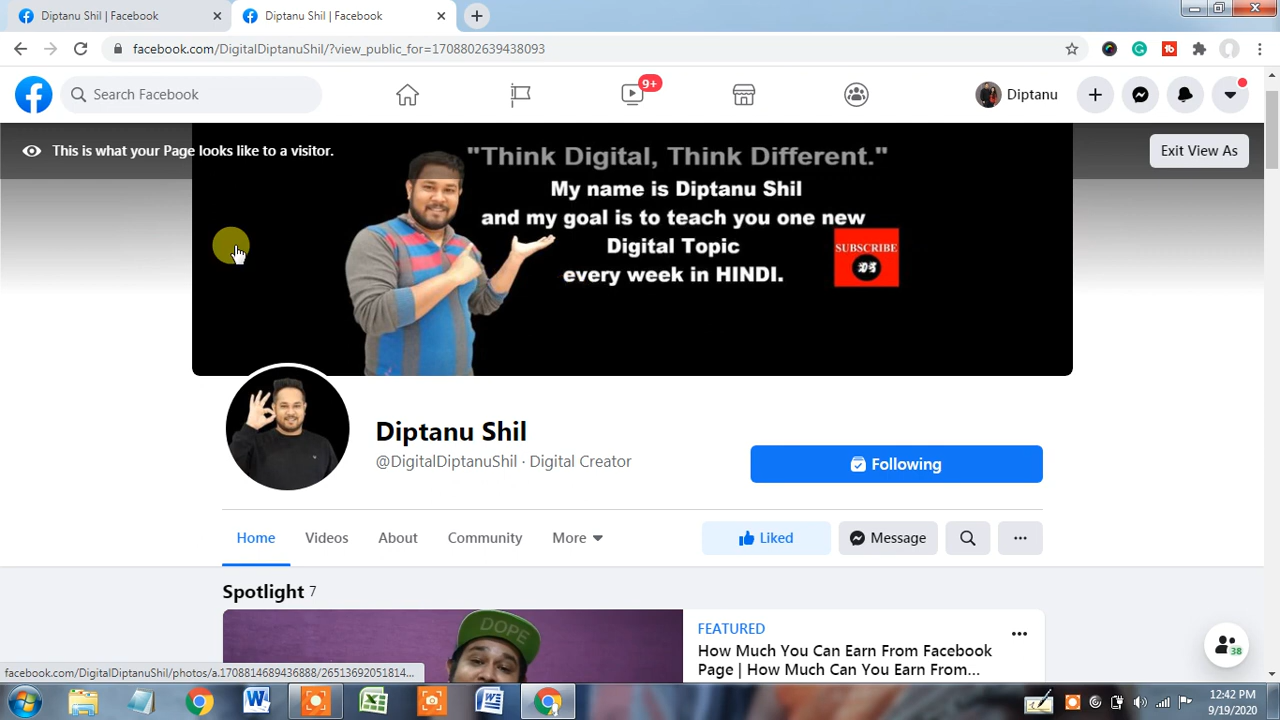 Diptanu Shil | Facebook
Diptanu Shil | Facebook
facebook.com/DigitalDiptanuShil/?view_public_for=1708802639438093
Search Facebook
9+
Diptanu
This is what your Page looks like to a visitor.
Exit View As
"Think Digital, Think Different."
My name is Diptanu Shil
and my goal is to teach you one new
Digital Topic
every week in HINDI.
SUBSCRIBE
DS
Diptanu Shil
@DigitalDiptanuShil · Digital Creator
Following
Home
Videos
About
Community
More
Liked
Message
Spotlight 7
DOPE
FEATURED
How Much You Can Earn From Facebook
Page | How Much Can You Earn From...
38
facebook.com/DigitalDiptanuShil/photos/a.1708814689436888/26513692051814...
12:42 PM
9/19/2020